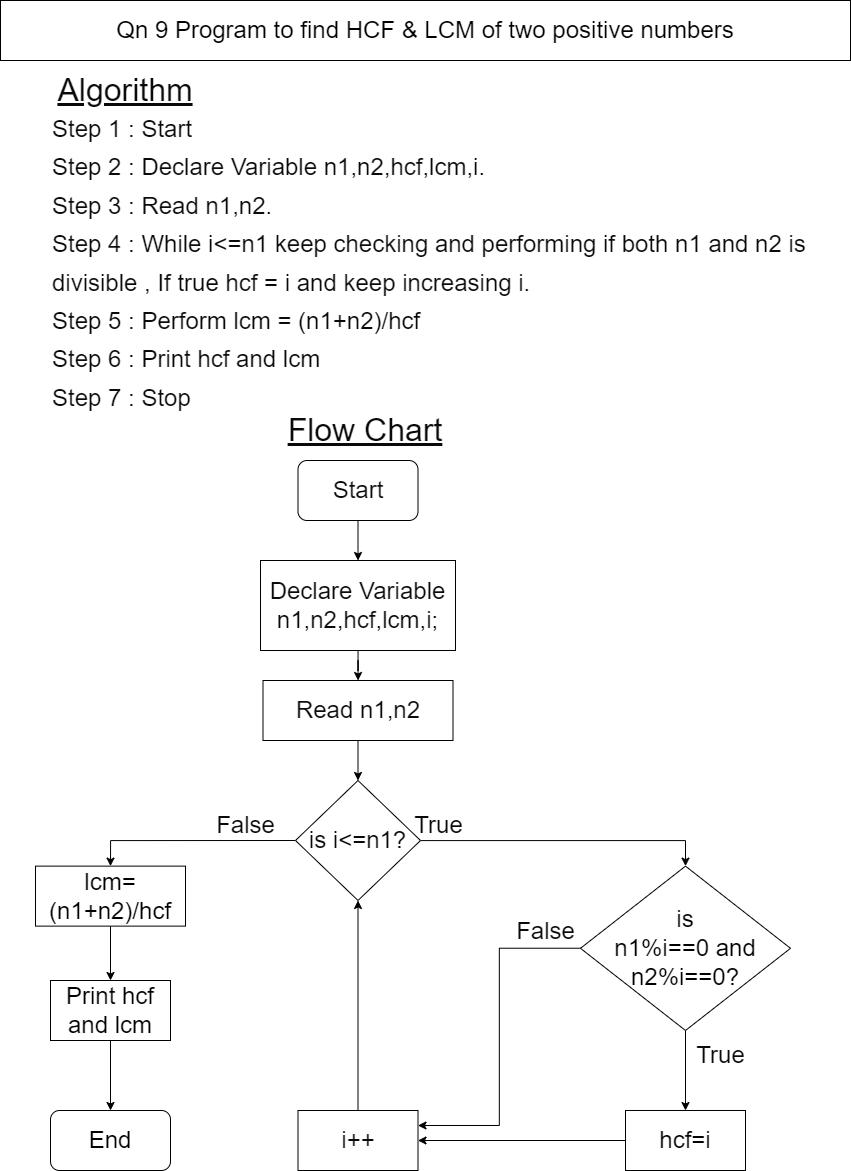 Qn 9 Program to find HCF & LCM of two positive numbers
Algorithm
Step 1 : Start
Step 2 : Declare Variable n1,n2,hcf,lcm,i.
Step 3 : Read n1,n2.
Step 4 : While i<=n1 keep checking and performing if both n1 and n2 is
divisible , If true hcf = i and keep increasing i.
Step 5 : Perform lcm = (n1+n2)/hcf
Step 6 : Print hcf and lcm
Step 7 : Stop
Flow Chart
Start
Declare Variable
n1,n2,hcf,lcm,i;
Read n1,n2
is i<=n1?
False
True
lcm=
(n1+n2)/hcf
Print hcf
and lcm
End
is
n1%i==0 and
n2%i==0?
False
True
hcf=i
i++